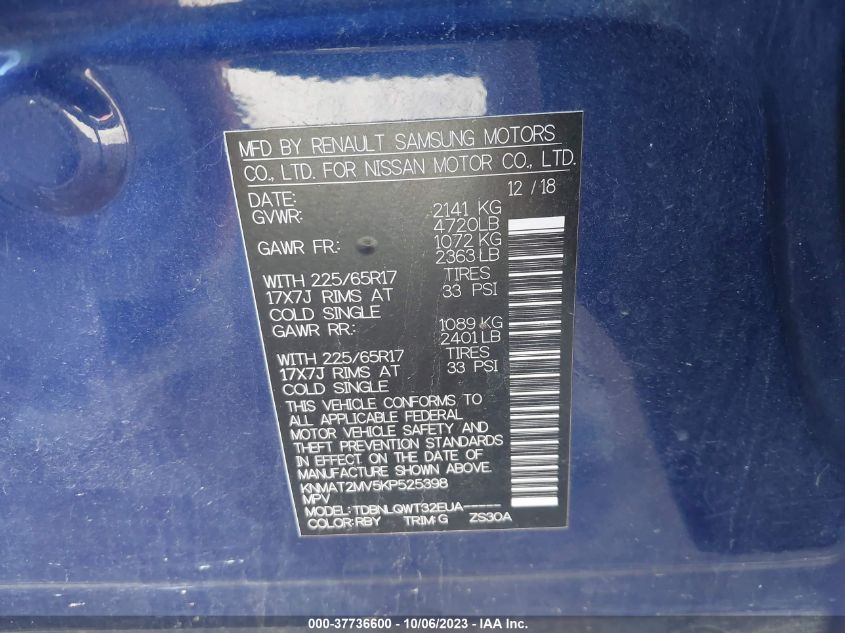 MFD BY RENAULT SAMSUNG MOTORS
CO., LTD. FOR NISSAN MOTOR CO., LTD.
DATE: 12 / 18
GVWR: 2141 KG
4720LB
GAWR FR: 1072 KG
2363LB
WITH 225/65R17 TIRES
17X7J RIMS AT 33 PSI
COLD SINGLE
GAWR RR: 1089 KG
2401LB
WITH 225/65R17 TIRES
17X7J RIMS AT 33 PSI
COLD SINGLE
THIS VEHICLE CONFORMS TO
ALL APPLICABLE FEDERAL
MOTOR VEHICLE SAFETY AND
THEFT PREVENTION STANDARDS
IN EFFECT ON THE DATE OF
MANUFACTURE SHOWN ABOVE.
KNMAT2MV5KP525398
MPV
MODEL: TDBNLQWT32EUA-----
COLOR: RBY TRIM: G ZS30A
000-37736600 - 10/06/2023 - IAA Inc.